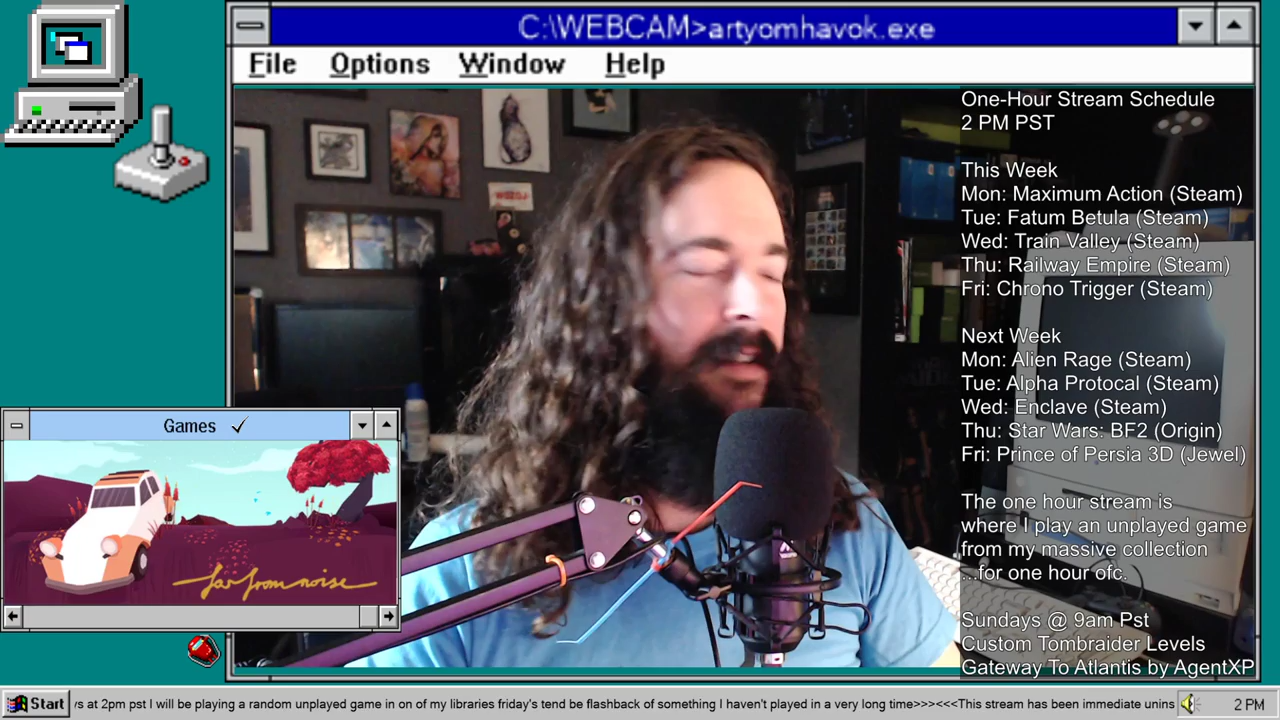 C:\WEBCAM>artyomhavok.exe
File Options Window Help
One-Hour Stream Schedule
2 PM PST
This Week
Mon: Maximum Action (Steam)
Tue: Fatum Betula (Steam)
Wed: Train Valley (Steam)
Thu: Railway Empire (Steam)
Fri: Chrono Trigger (Steam)
Next Week
Mon: Alien Rage (Steam)
Tue: Alpha Protocal (Steam)
Wed: Enclave (Steam)
Thu: Star Wars: BF2 (Origin)
Fri: Prince of Persia 3D (Jewel)
The one hour stream is
where I play an unplayed game
from my massive collection
...for one hour ofc.
Sundays @ 9am Pst
Custom Tombraider Levels
Gateway To Atlantis by AgentXP
Games
far from noise
Start
s at 2pm pst I will be playing a random unplayed game in on of my libraries friday's tend be flashback of something I haven't played in a very long time>>><<<This stream has been immediate unins
2 PM